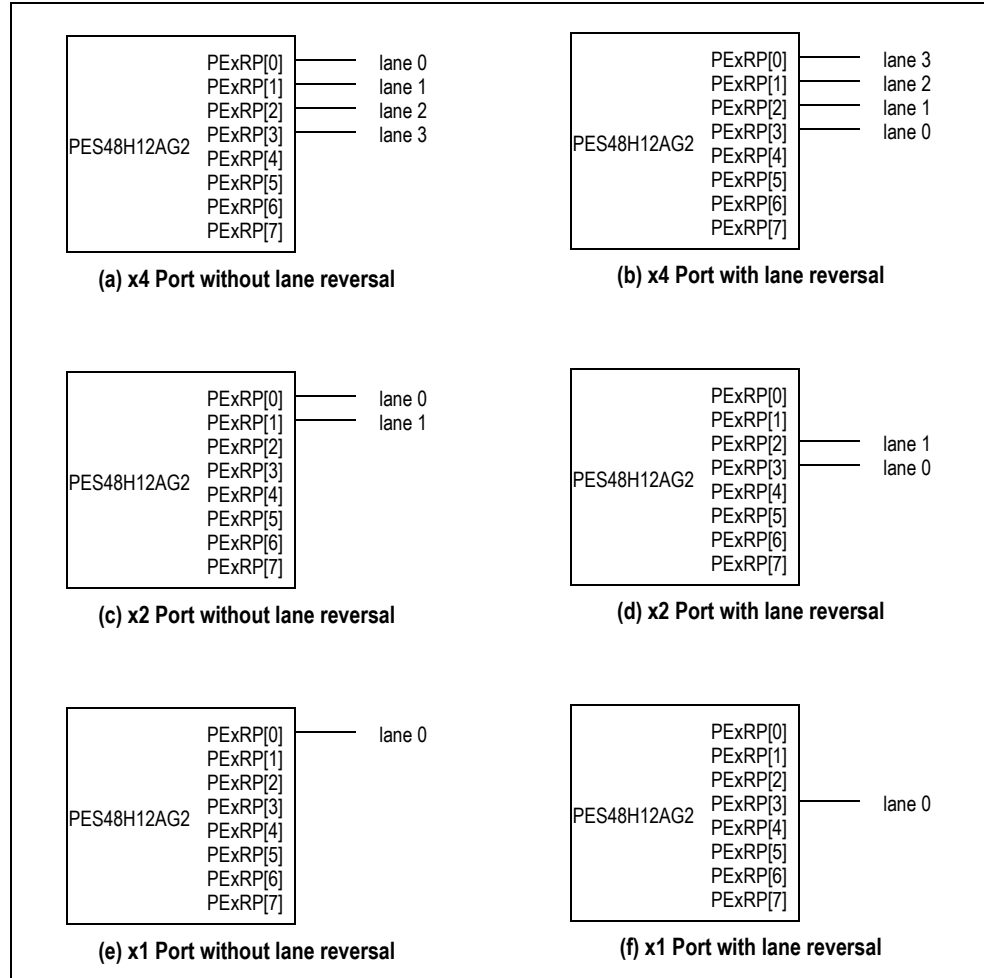 PExRP[0] lane 0
PExRP[1] lane 1
PExRP[2] lane 2
PExRP[3] lane 3
PES48H12AG2
PExRP[4]
PExRP[5]
PExRP[6]
PExRP[7]
(a) x4 Port without lane reversal
PExRP[0] lane 3
PExRP[1] lane 2
PExRP[2] lane 1
PExRP[3] lane 0
PES48H12AG2
PExRP[4]
PExRP[5]
PExRP[6]
PExRP[7]
(b) x4 Port with lane reversal
PExRP[0] lane 0
PExRP[1] lane 1
PExRP[2]
PExRP[3]
PES48H12AG2
PExRP[4]
PExRP[5]
PExRP[6]
PExRP[7]
(c) x2 Port without lane reversal
PExRP[0]
PExRP[1]
PExRP[2] lane 1
PExRP[3] lane 0
PES48H12AG2
PExRP[4]
PExRP[5]
PExRP[6]
PExRP[7]
(d) x2 Port with lane reversal
PExRP[0] lane 0
PExRP[1]
PExRP[2]
PExRP[3]
PES48H12AG2
PExRP[4]
PExRP[5]
PExRP[6]
PExRP[7]
(e) x1 Port without lane reversal
PExRP[0]
PExRP[1]
PExRP[2]
PExRP[3] lane 0
PES48H12AG2
PExRP[4]
PExRP[5]
PExRP[6]
PExRP[7]
(f) x1 Port with lane reversal